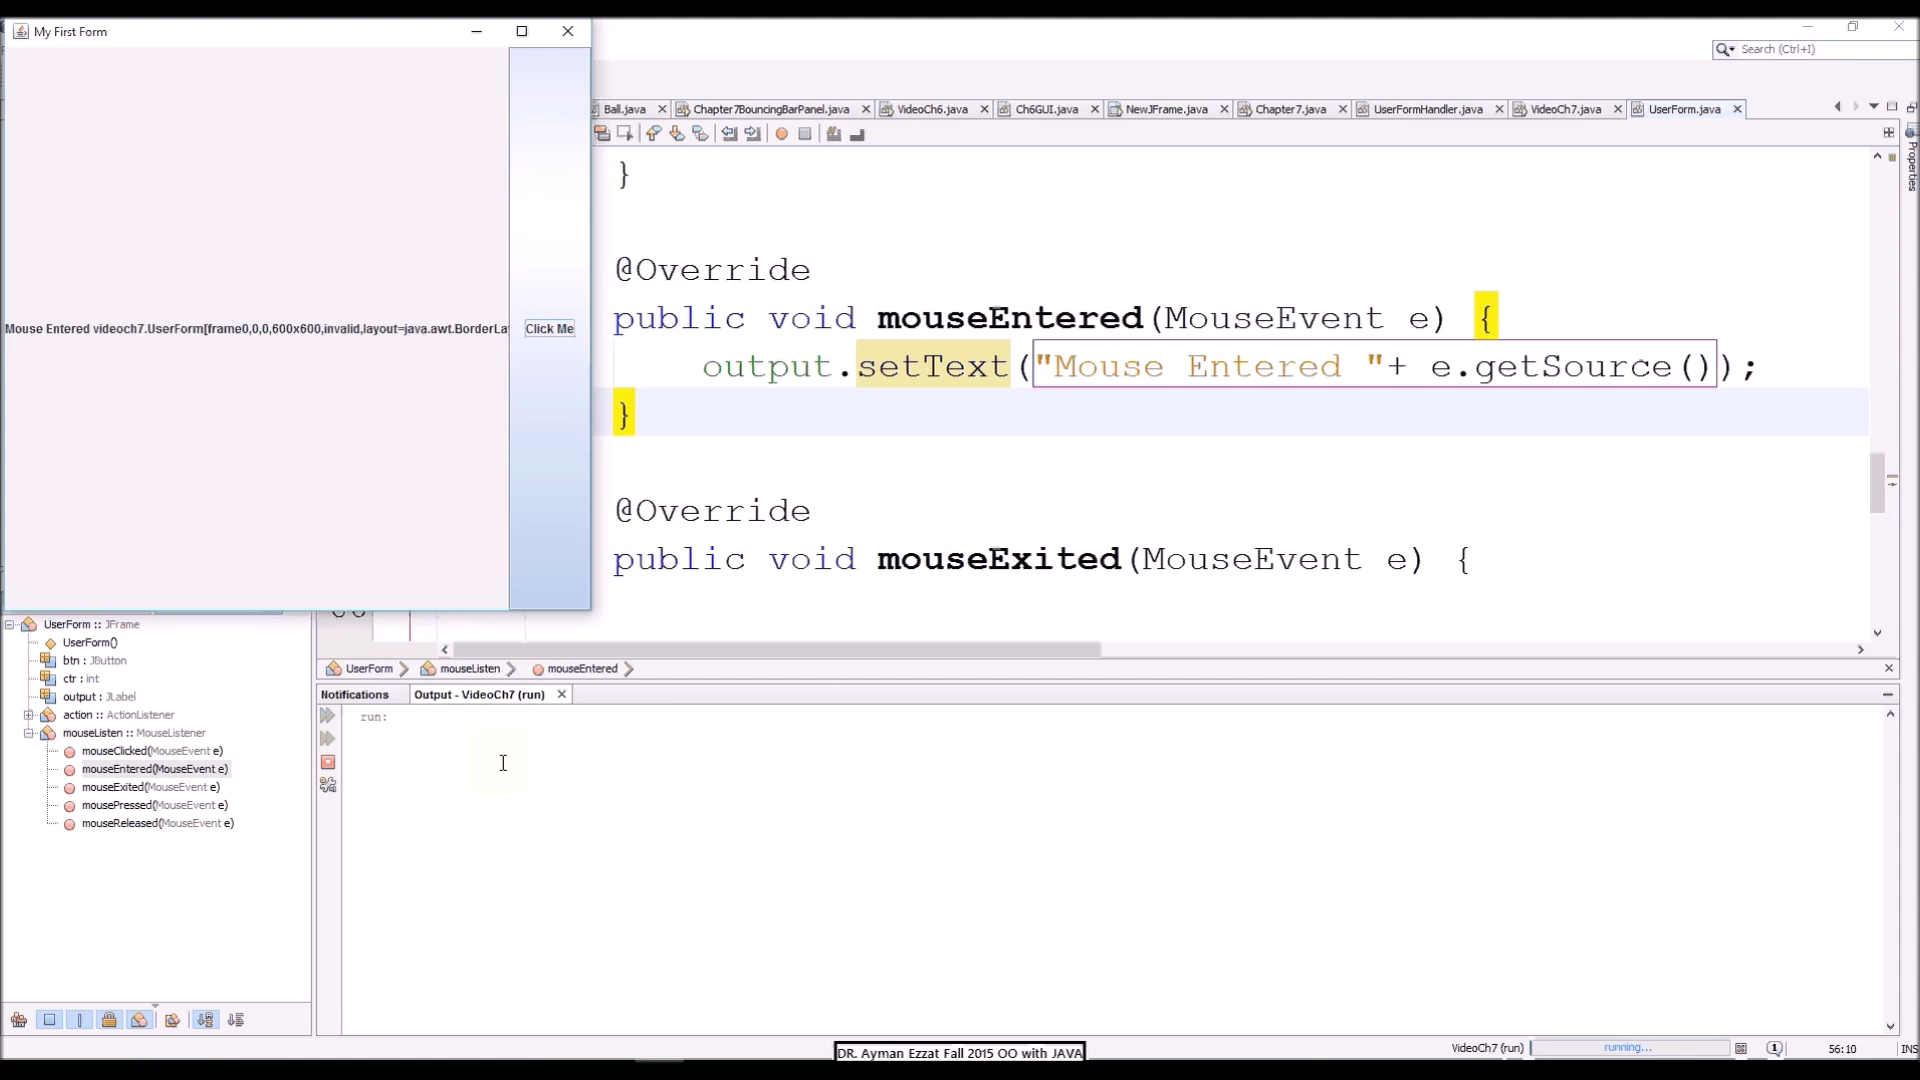 My First Form
Search (Ctrl+I)
Ball.java
Chapter7BouncingBarPanel.java
VideoCh6.java
Ch6GUI.java
NewJFrame.java
Chapter7.java
UserFormHandler.java
VideoCh7.java
UserForm.java
Properties
}
@Override
public void mouseEntered(MouseEvent e) {
output.setText("Mouse Entered "+ e.getSource());
}
@Override
public void mouseExited(MouseEvent e) {
Mouse Entered videoch7.UserForm[frame0,0,0,600x600,invalid,layout=java.awt.BorderLa
Click Me
UserForm :: JFrame
UserForm()
btn : JButton
ctr : int
output : JLabel
action :: ActionListener
mouseListen :: MouseListener
mouseClicked(MouseEvent e)
mouseEntered(MouseEvent e)
mouseExited(MouseEvent e)
mousePressed(MouseEvent e)
mouseReleased(MouseEvent e)
UserForm
mouseListen
mouseEntered
Notifications
Output - VideoCh7 (run)
run:
DR. Ayman Ezzat Fall 2015 OO with JAVA
VideoCh7 (run)
running...
1
56:10
INS